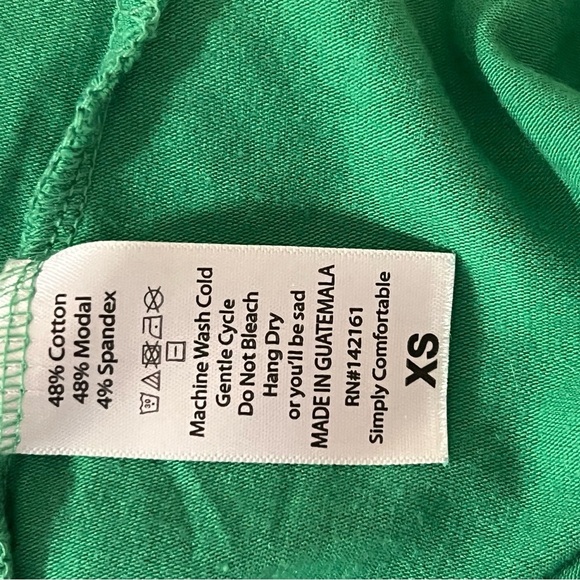 48% Cotton
48% Modal
4% Spandex
30
Machine Wash Cold
Gentle Cycle
Do Not Bleach
Hang Dry
or you'll be sad
MADE IN GUATEMALA
RN#142161
Simply Comfortable
XS